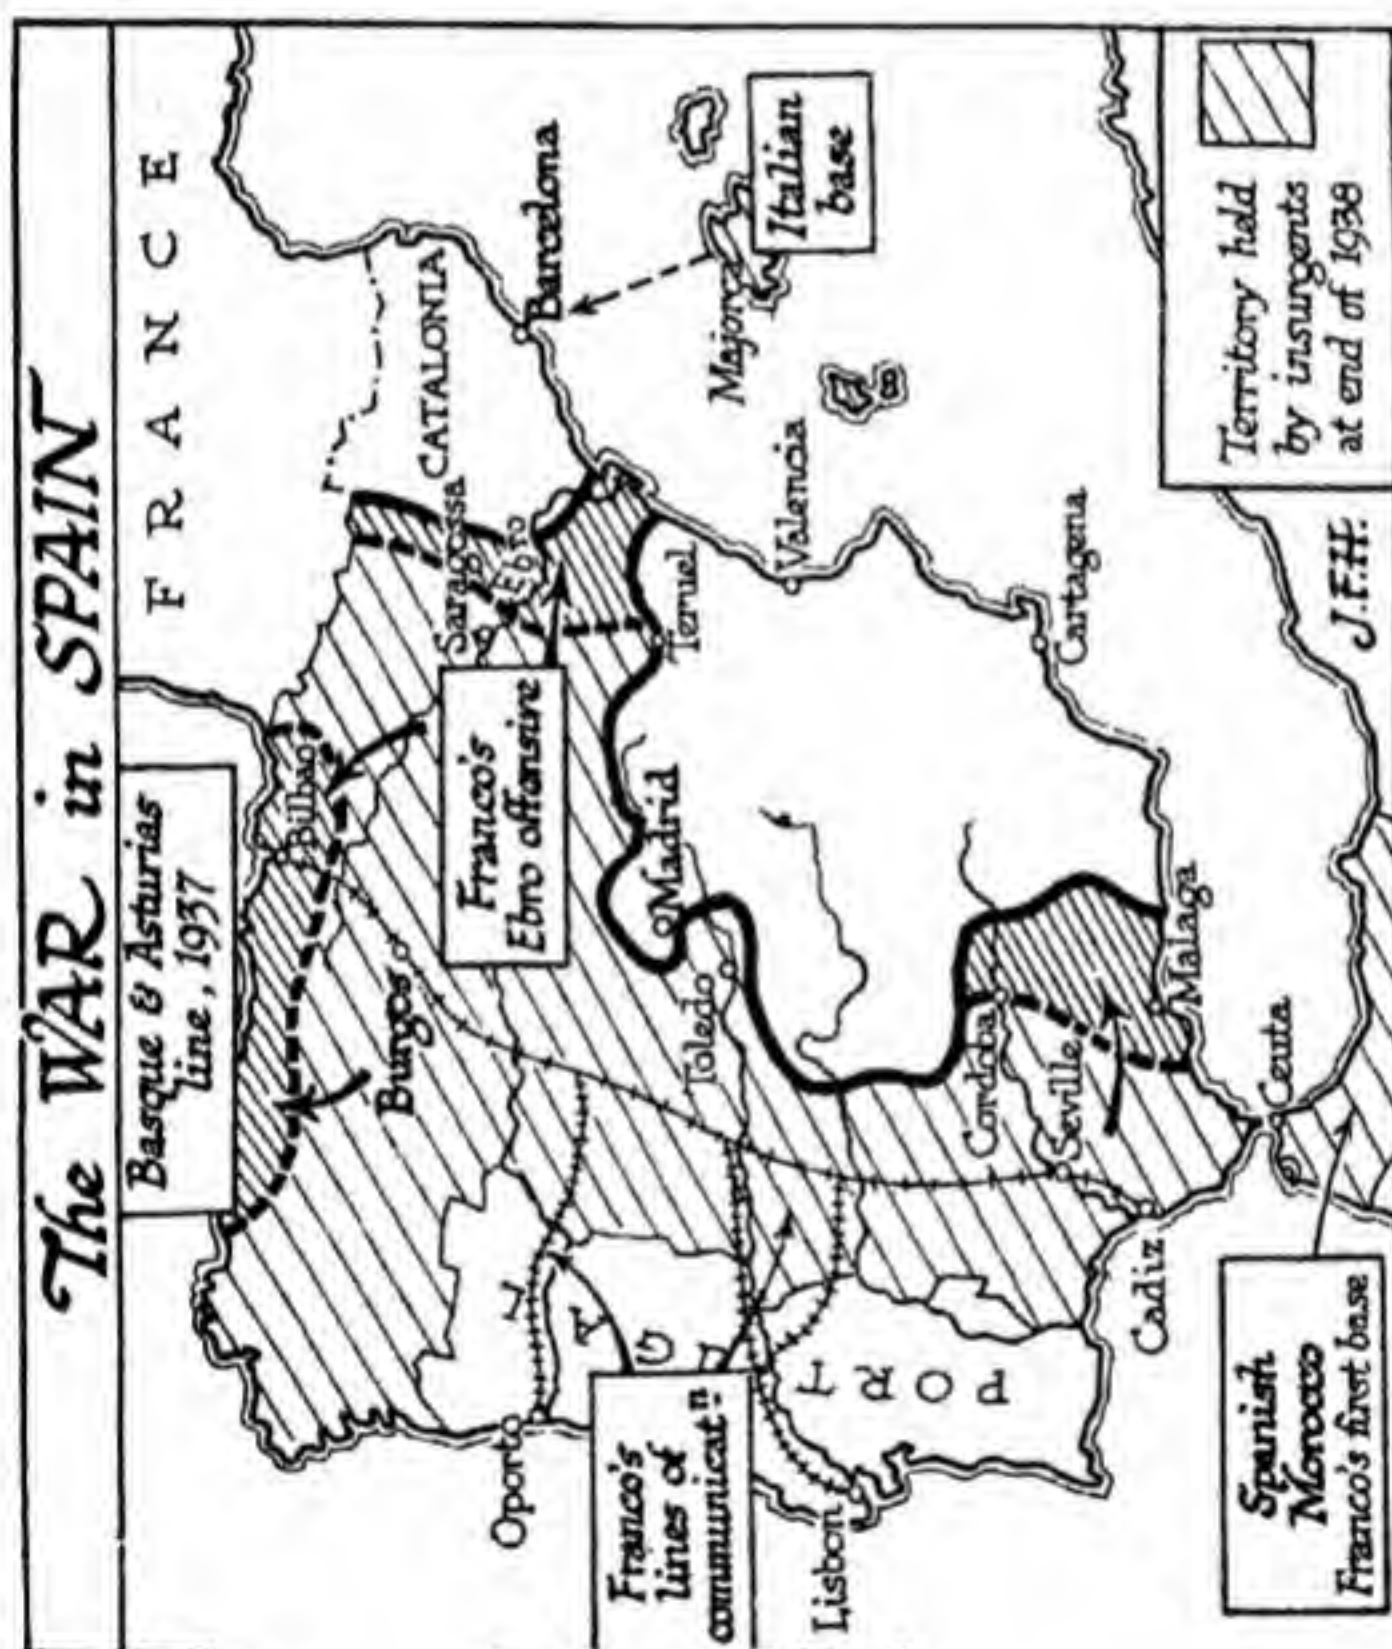 The WAR in SPAIN
FRANCE
Basque & Asturias
line, 1937
Bilbao
Burgos
CATALONIA
Saragossa
Ebro
Barcelona
Franco's
Ebro offensive
Oporto
Madrid
Teruel
Majorca
Italian
base
Toledo
Valencia
Franco's
lines of
communicatⁿ
Lisbon
PORTUGAL
Cordoba
Seville
Cartagena
Malaga
Cadiz
Ceuta
Spanish
Morocco
Franco's first base
Territory held
by insurgents
at end of 1938
J.F.H.